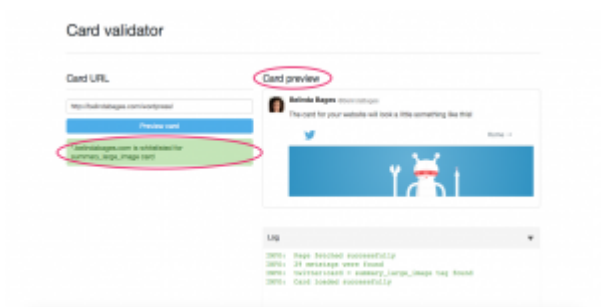 Card validator
Card URL
Card preview
http://belindabages.com/wordpress/
Preview card
belindabages.com is whitelisted for
summary_large_image card
Belinda Bages @belindabages
The card for your website will look a little something like this!
Home
Log
INFO: Page fetched successfully
INFO: 29 metatags were found
INFO: twitter:card = summary_large_image tag found
INFO: Card loaded successfully